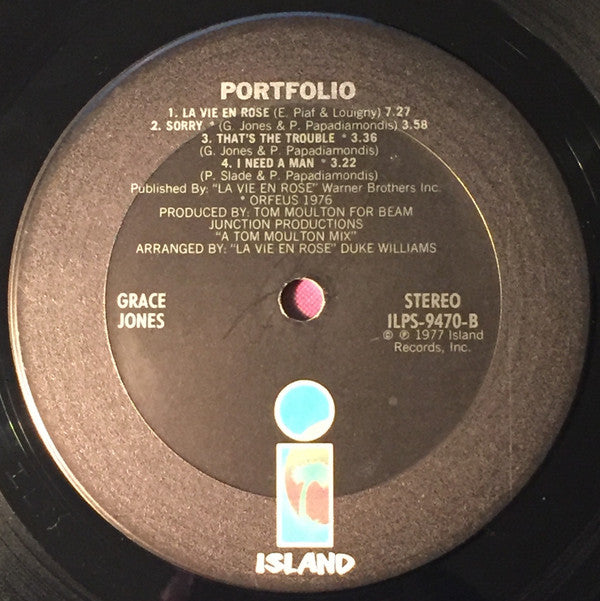 PORTFOLIO
1. LA VIE EN ROSE (E. Piaf & Louigny) 7.27
2. SORRY * (G. Jones & P. Papadiamondis) 3.58
3. THAT'S THE TROUBLE * 3.36
(G. Jones & P. Papadiamondis)
4. I NEED A MAN * 3.22
(P. Slade & P. Papadiamondis)
Published By: "LA VIE EN ROSE" Warner Brothers Inc.
* ORFEUS 1976
PRODUCED BY: TOM MOULTON FOR BEAM
JUNCTION PRODUCTIONS
"A TOM MOULTON MIX"
ARRANGED BY: "LA VIE EN ROSE" DUKE WILLIAMS
GRACE
JONES
STEREO
ILPS-9470-B
© ℗ 1977 Island
Records, Inc.
ISLAND